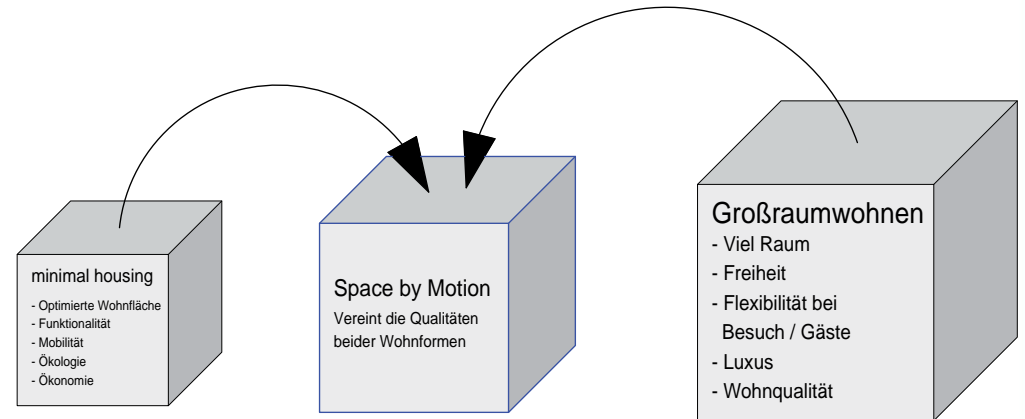 minimal housing
- Optimierte Wohnfläche
- Funktionalität
- Mobilität
- Ökologie
- Ökonomie
Space by Motion
Vereint die Qualitäten
beider Wohnformen
Großraumwohnen
- Viel Raum
- Freiheit
- Flexibilität bei
Besuch / Gäste
- Luxus
- Wohnqualität